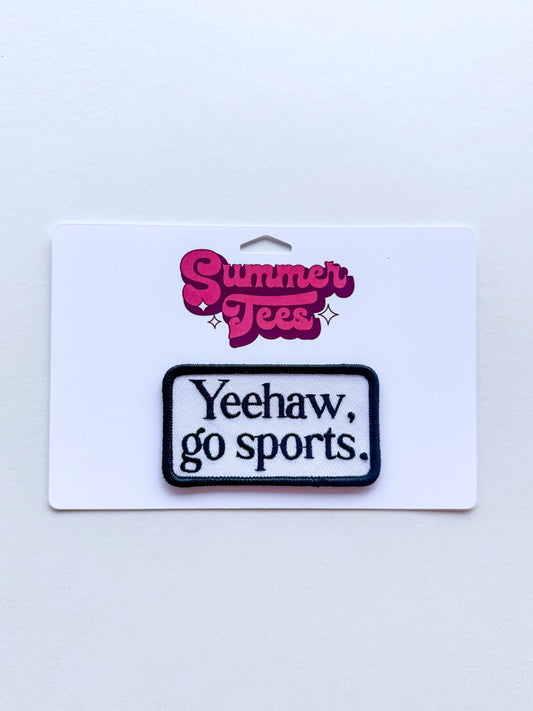 Summer
Tees
Yeehaw,
go sports.